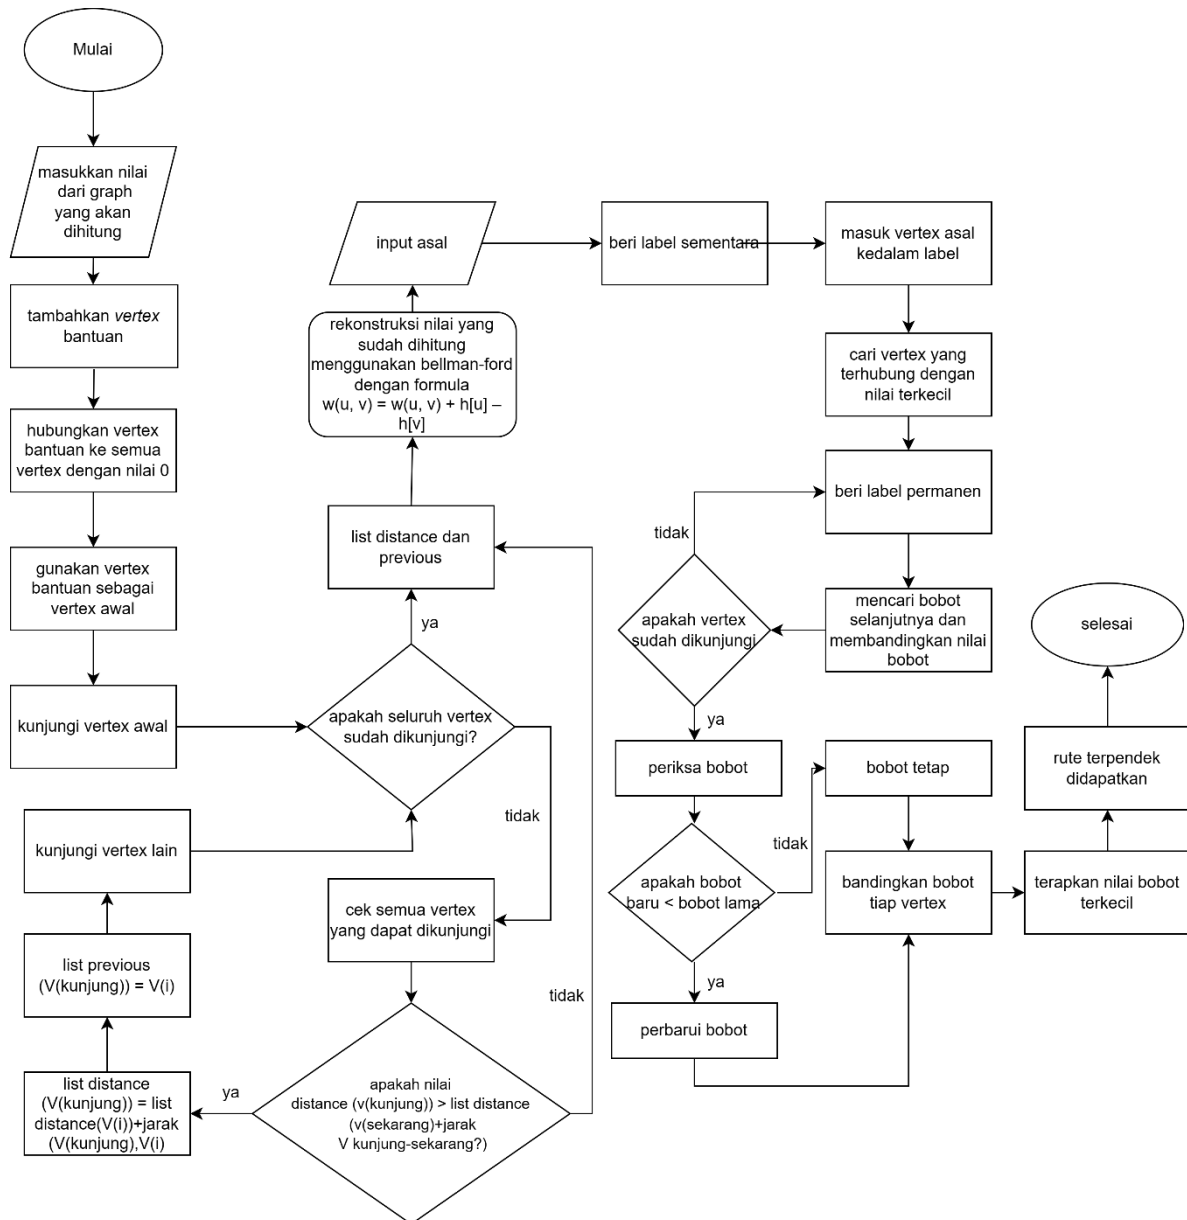 Mulai
masukkan nilai
dari graph
yang akan
dihitung
tambahkan vertex
bantuan
hubungkan vertex
bantuan ke semua
vertex dengan nilai 0
gunakan vertex
bantuan sebagai
vertex awal
kunjungi vertex awal
apakah seluruh vertex
sudah dikunjungi?
ya
tidak
list distance dan
previous
rekonstruksi nilai yang
sudah dihitung
menggunakan bellman-ford
dengan formula
w(u, v) = w(u, v) + h[u] –
h[v]
input asal
cek semua vertex
yang dapat dikunjungi
apakah nilai
distance (v(kunjung)) > list distance
(v(sekarang)+jarak
V kunjung-sekarang?)
tidak
ya
list distance
(V(kunjung)) = list
distance(V(i))+jarak
(V(kunjung),V(i)
list previous
(V(kunjung)) = V(i)
kunjungi vertex lain
beri label sementara
masuk vertex asal
kedalam label
cari vertex yang
terhubung dengan
nilai terkecil
beri label permanen
mencari bobot
selanjutnya dan
membandingkan nilai
bobot
apakah vertex
sudah dikunjungi
tidak
ya
periksa bobot
apakah bobot
baru < bobot lama
tidak
ya
bobot tetap
perbarui bobot
bandingkan bobot
tiap vertex
terapkan nilai bobot
terkecil
rute terpendek
didapatkan
selesai